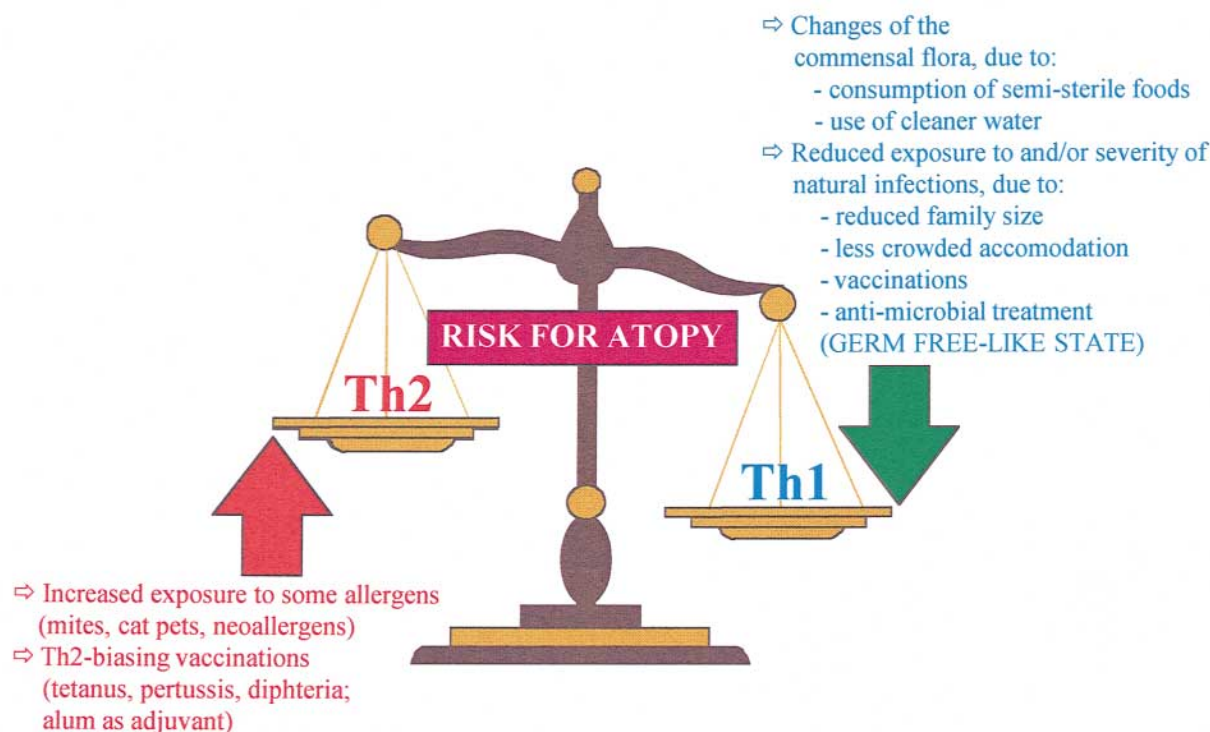 ⇨ Changes of the
commensal flora, due to:
- consumption of semi-sterile foods
- use of cleaner water
⇨ Reduced exposure to and/or severity of
natural infections, due to:
- reduced family size
- less crowded accomodation
- vaccinations
- anti-microbial treatment
(GERM FREE-LIKE STATE)
RISK FOR ATOPY
Th2
Th1
⇨ Increased exposure to some allergens
(mites, cat pets, neoallergens)
⇨ Th2-biasing vaccinations
(tetanus, pertussis, diphteria;
alum as adjuvant)